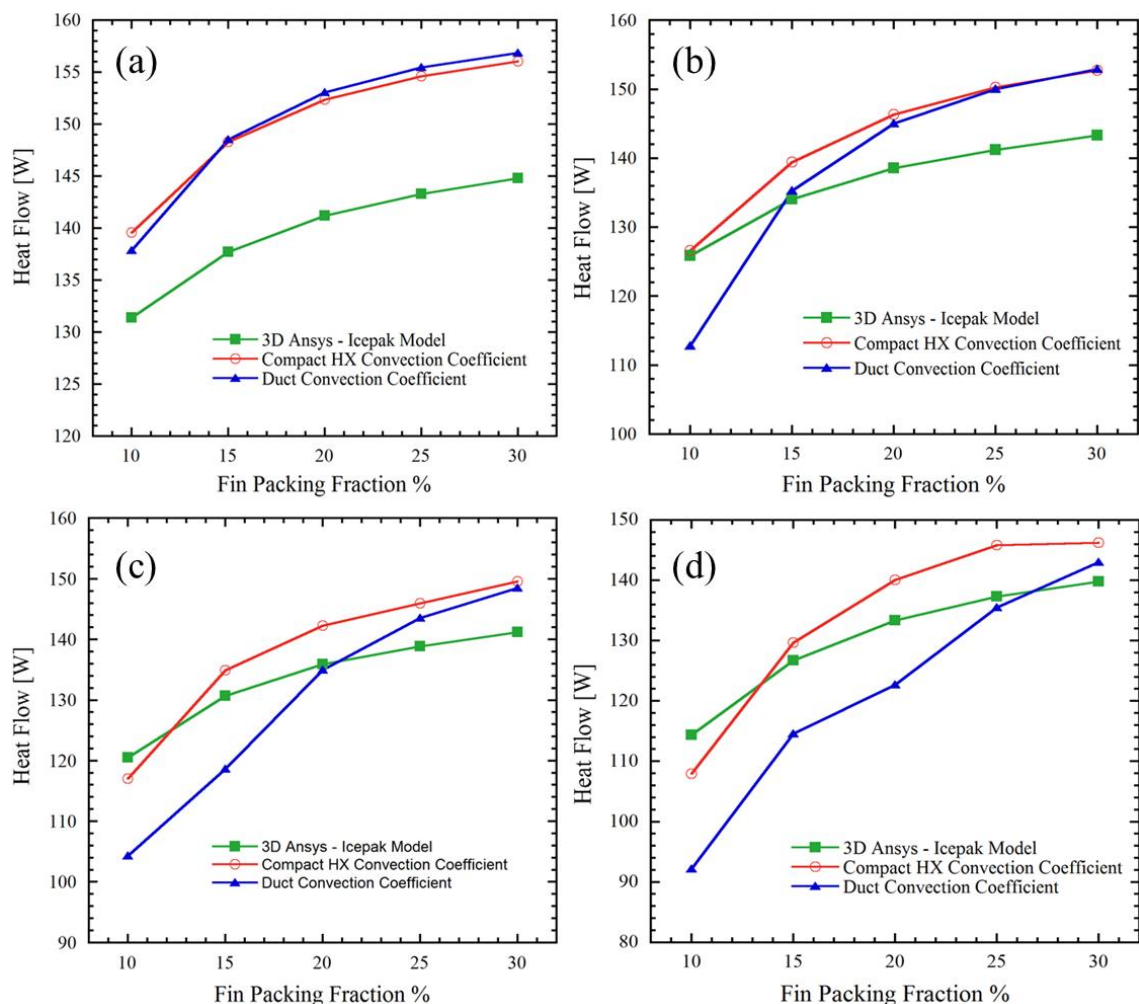 (a)
160
155
150
145
140
135
130
125
120
Heat Flow [W]
3D Ansys - Icepak Model
Compact HX Convection Coefficient
Duct Convection Coefficient
10 15 20 25 30
Fin Packing Fraction %
(b)
160
150
140
130
120
110
100
Heat Flow [W]
3D Ansys - Icepak Model
Compact HX Convection Coefficient
Duct Convection Coefficient
10 15 20 25 30
Fin Packing Fraction %
(c)
160
150
140
130
120
110
100
90
Heat Flow [W]
3D Ansys - Icepak Model
Compact HX Convection Coefficient
Duct Convection Coefficient
10 15 20 25 30
Fin Packing Fraction %
(d)
150
140
130
120
110
100
90
80
Heat Flow [W]
3D Ansys - Icepak Model
Compact HX Convection Coefficient
Duct Convection Coefficient
10 15 20 25 30
Fin Packing Fraction %